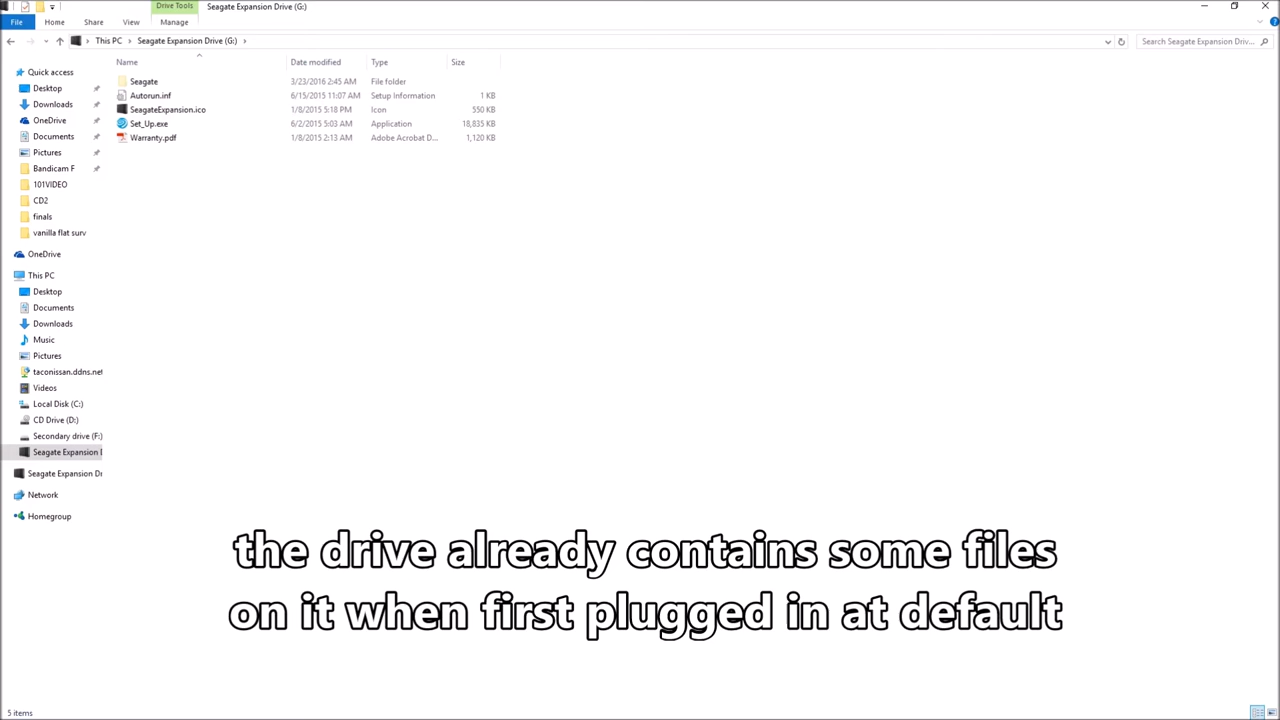 Drive Tools
Seagate Expansion Drive (G:)
File Home Share View Manage
This PC Seagate Expansion Drive (G:)
Search Seagate Expansion Driv...
Name Date modified Type Size
Seagate 3/23/2016 2:45 AM File folder
Autorun.inf 6/15/2015 11:07 AM Setup Information 1 KB
SeagateExpansion.ico 1/8/2015 5:18 PM Icon 550 KB
Set_Up.exe 6/2/2015 5:03 AM Application 18,835 KB
Warranty.pdf 1/8/2015 2:13 AM Adobe Acrobat D... 1,120 KB
Quick access
Desktop
Downloads
OneDrive
Documents
Pictures
Bandicam F
101VIDEO
CD2
finals
vanilla flat surv
OneDrive
This PC
Desktop
Documents
Downloads
Music
Pictures
taconissan.ddns.net
Videos
Local Disk (C:)
CD Drive (D:)
Secondary drive (F:)
Seagate Expansion D
Seagate Expansion Dr
Network
Homegroup
the drive already contains some files
on it when first plugged in at default
5 items